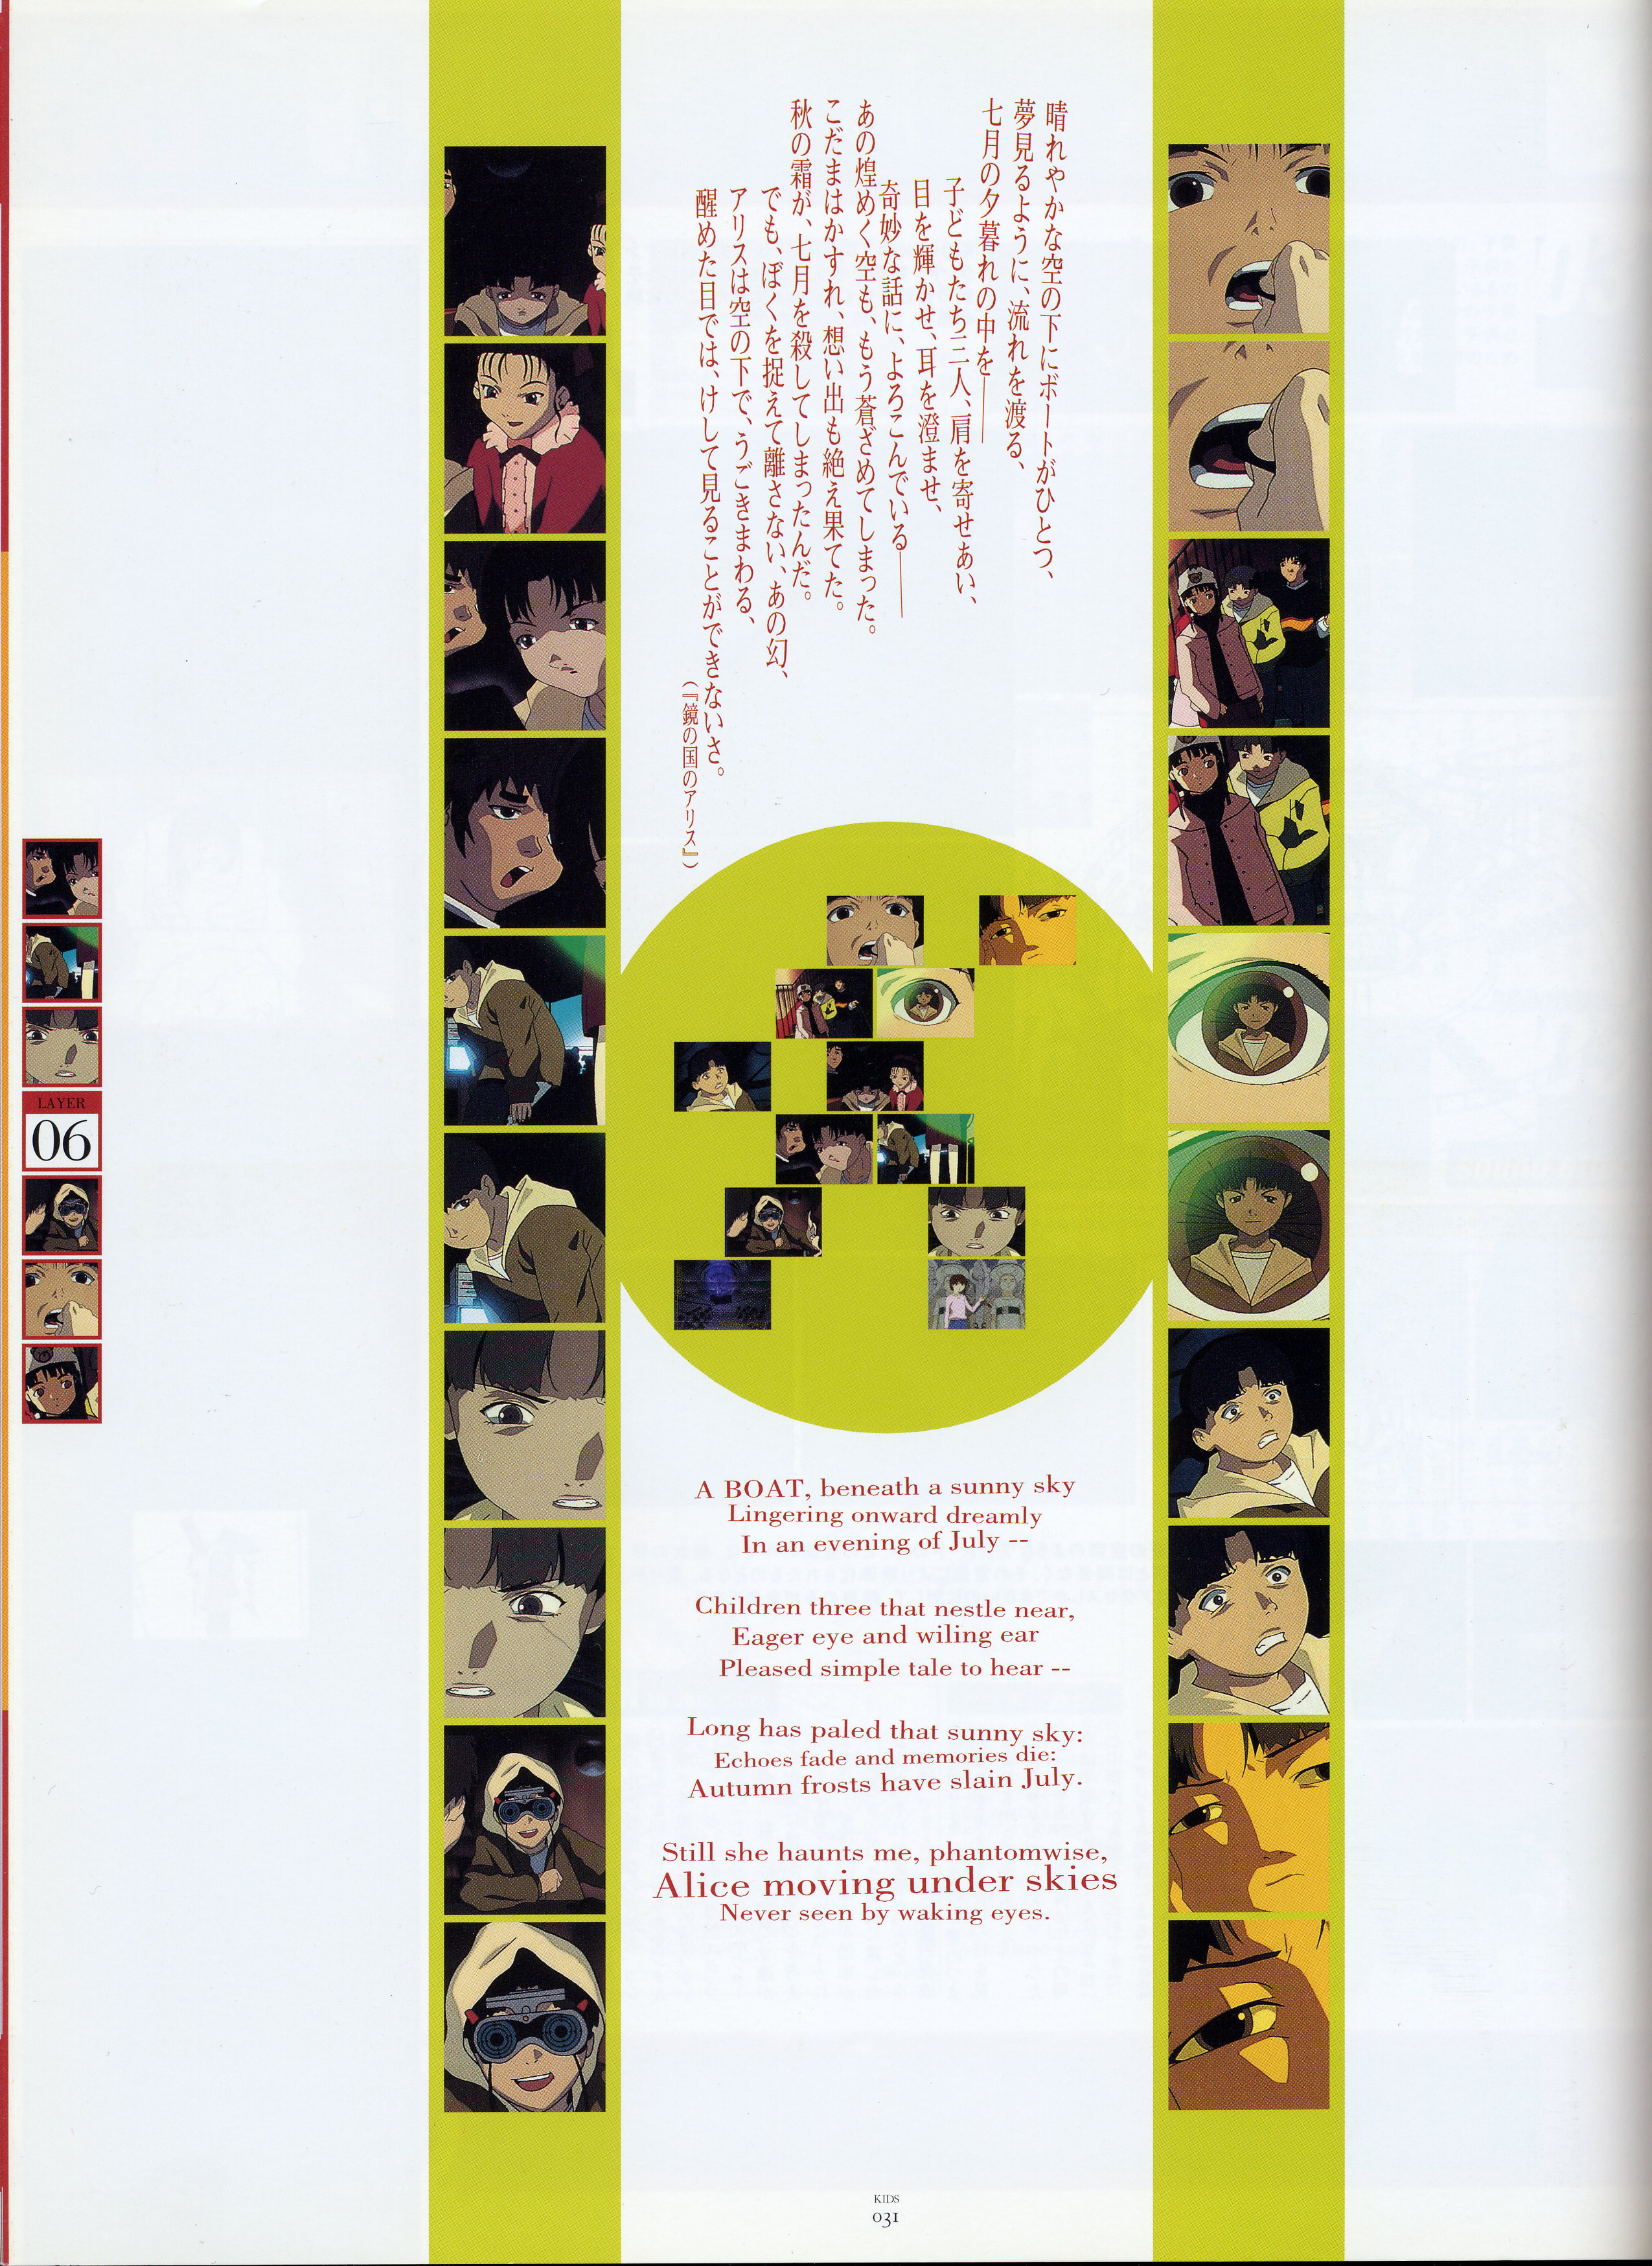 晴れやかな空の下にボートがひとつ、
夢見るように、流れを渡る、
七月の夕暮れの中を――
子どもたち三人、肩を寄せあい、
目を輝かせ、耳を澄ませ、
奇妙な話に、よろこんでいる――
あの煌めく空も、もう蒼ざめてしまった。
こだまはかすれ、想い出も絶え果てた。
秋の霜が、七月を殺してしまったんだ。
でも、ぼくを捉えて離さない、あの幻、
アリスは空の下で、うごきまわる、
醒めた目では、けして見ることができないさ。
(『鏡の国のアリス』)
LAYER
06
A BOAT, beneath a sunny sky
Lingering onward dreamly
In an evening of July --
Children three that nestle near,
Eager eye and wiling ear
Pleased simple tale to hear --
Long has paled that sunny sky:
Echoes fade and memories die:
Autumn frosts have slain July.
Still she haunts me, phantomwise,
Alice moving under skies
Never seen by waking eyes.
KIDS
031